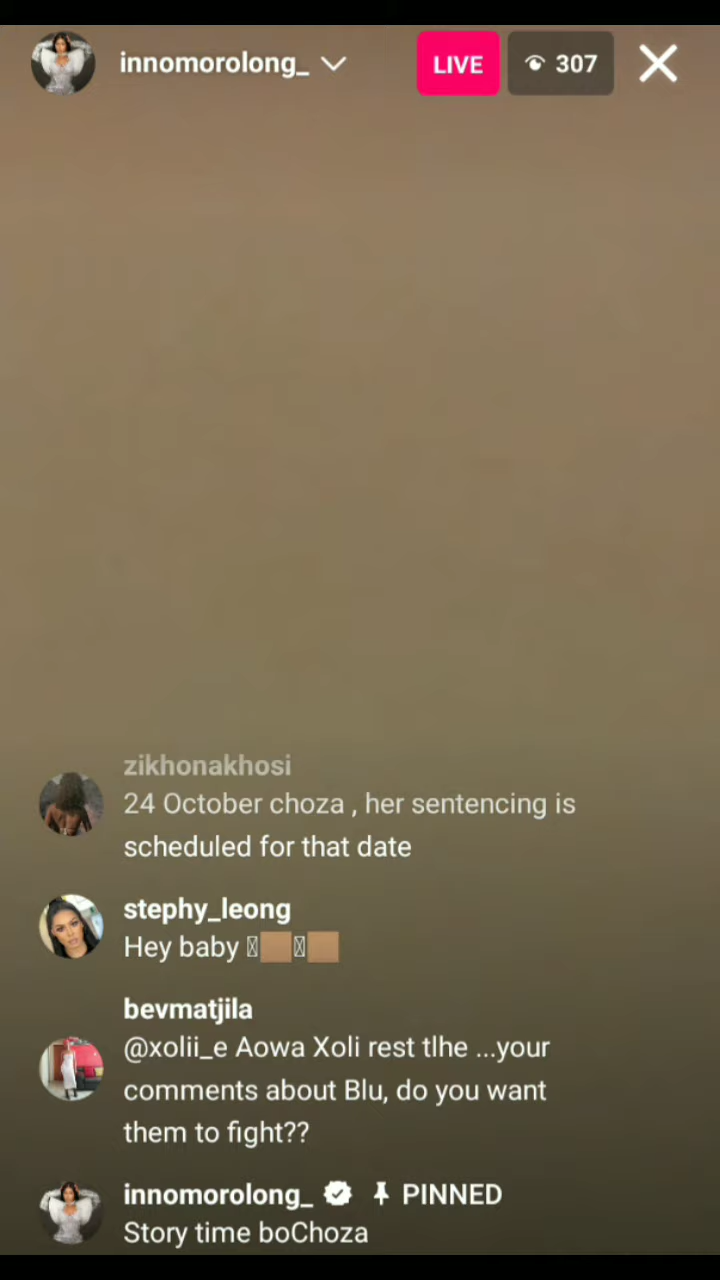 innomorolong_
LIVE
307
zikhonakhosi
24 October choza , her sentencing is
scheduled for that date
stephy_leong
Hey baby
bevmatjila
@xolii_e Aowa Xoli rest tlhe ...your
comments about Blu, do you want
them to fight??
innomorolong_ PINNED
Story time boChoza